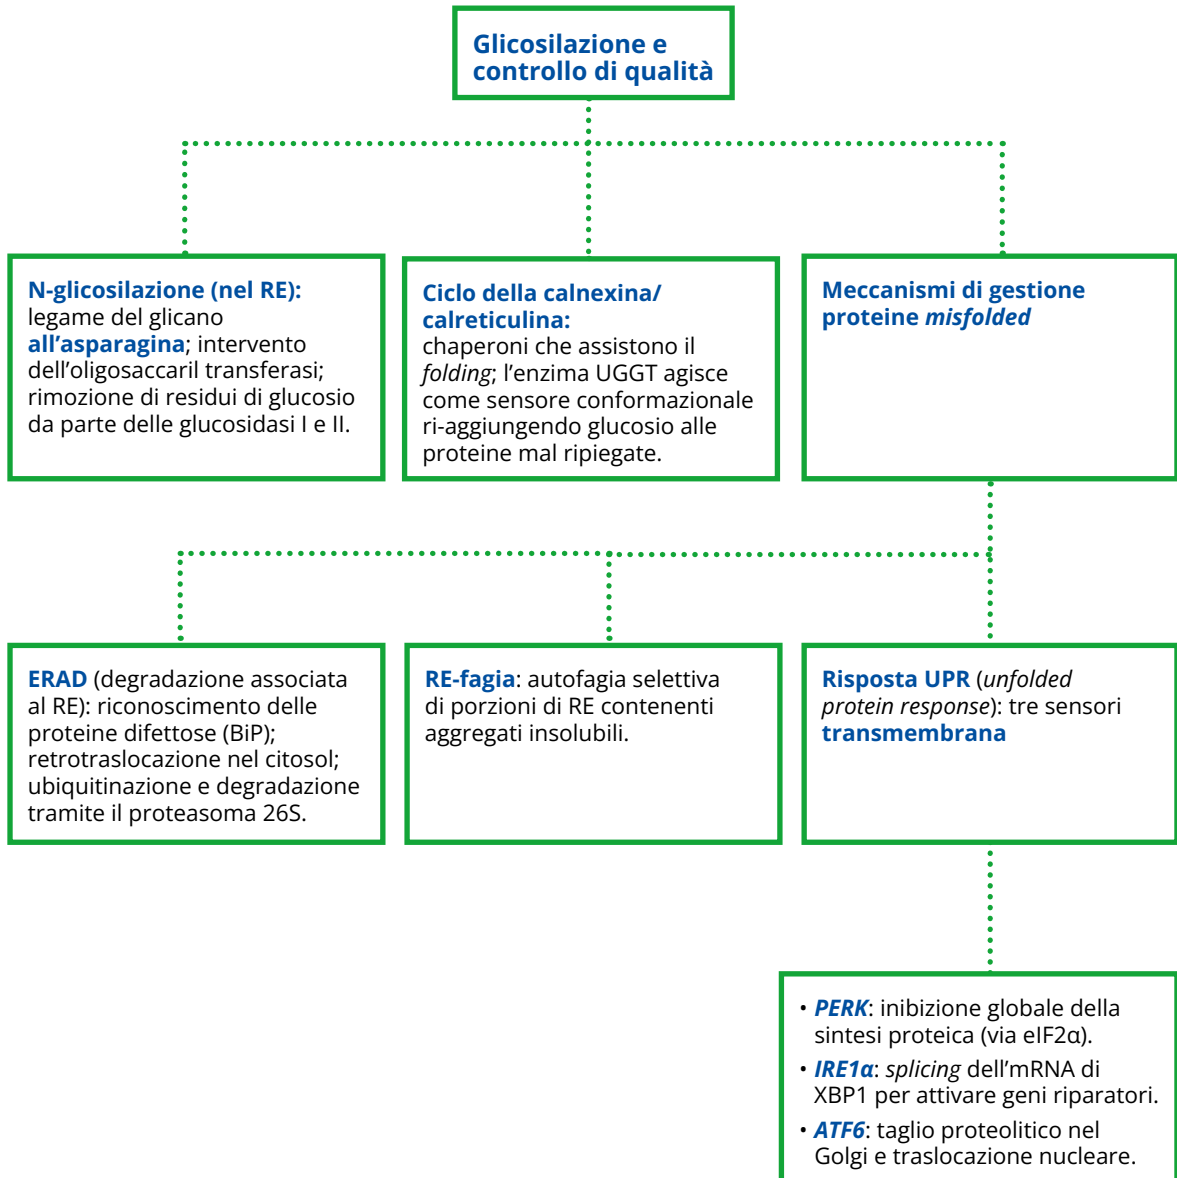 Glicosilazione e
controllo di qualità
N-glicosilazione (nel RE):
legame del glicano
all'asparagina; intervento
dell'oligosaccaril transferasi;
rimozione di residui di glucosio
da parte delle glucosidasi I e II.
Ciclo della calnexina/
calreticulina:
chaperoni che assistono il
folding; l'enzima UGGT agisce
come sensore conformazionale
ri-aggiungendo glucosio alle
proteine mal ripiegate.
Meccanismi di gestione
proteine misfolded
ERAD (degradazione associata
al RE): riconoscimento delle
proteine difettose (BiP);
retrotraslocazione nel citosol;
ubiquitinazione e degradazione
tramite il proteasoma 26S.
RE-fagia: autofagia selettiva
di porzioni di RE contenenti
aggregati insolubili.
Risposta UPR (unfolded
protein response): tre sensori
transmembrana
• PERK: inibizione globale della
sintesi proteica (via eIF2α).
• IRE1α: splicing dell'mRNA di
XBP1 per attivare geni riparatori.
• ATF6: taglio proteolitico nel
Golgi e traslocazione nucleare.